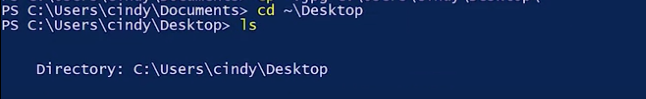 PS C:\Users\cindy\Documents> cd ~\Desktop
PS C:\Users\cindy\Desktop> ls
Directory: C:\Users\cindy\Desktop